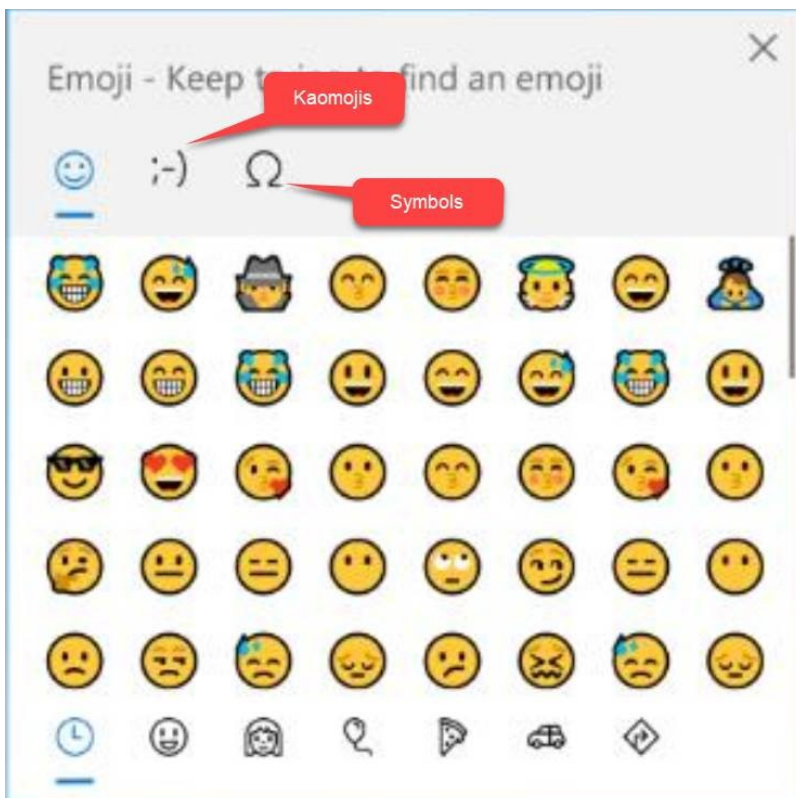 Emoji - Keep t find an emoji
Kaomojis
;-)
Ω
Symbols